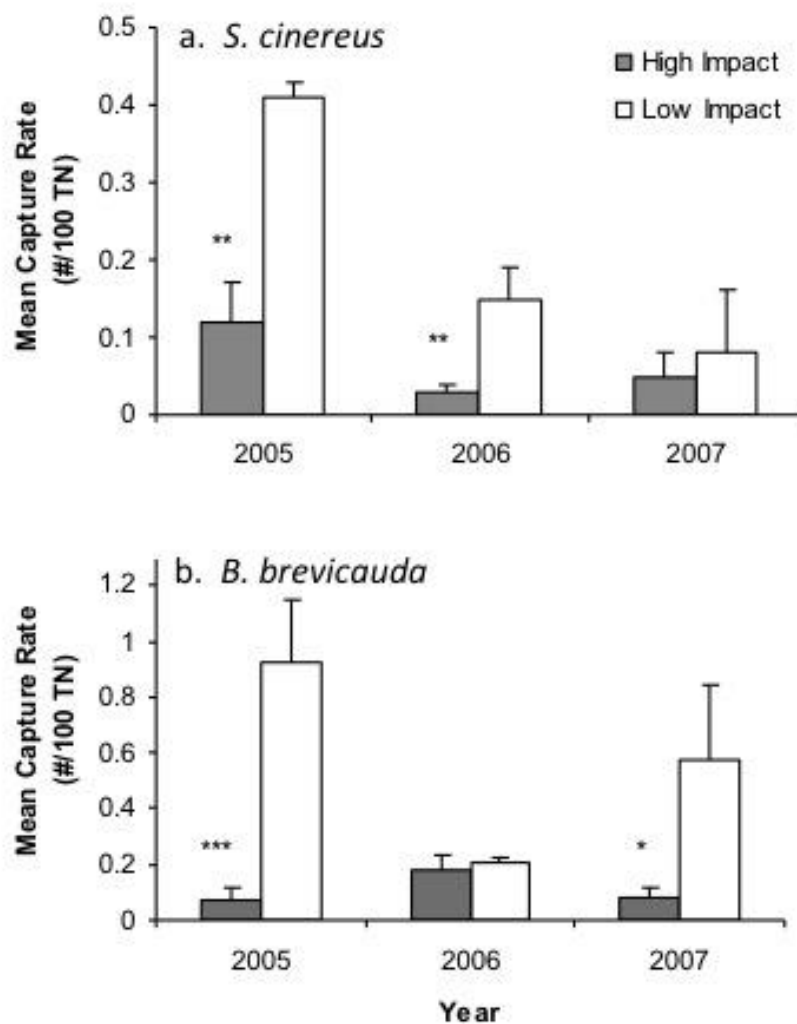 a. S. cinereus
High Impact
Low Impact
Mean Capture Rate
(#/100 TN)
0.5
0.4
0.3
0.2
0.1
0
**
**
2005
2006
2007
b. B. brevicauda
Mean Capture Rate
(#/100 TN)
1.2
1
0.8
0.6
0.4
0.2
0
***
*
2005
2006
2007
Year